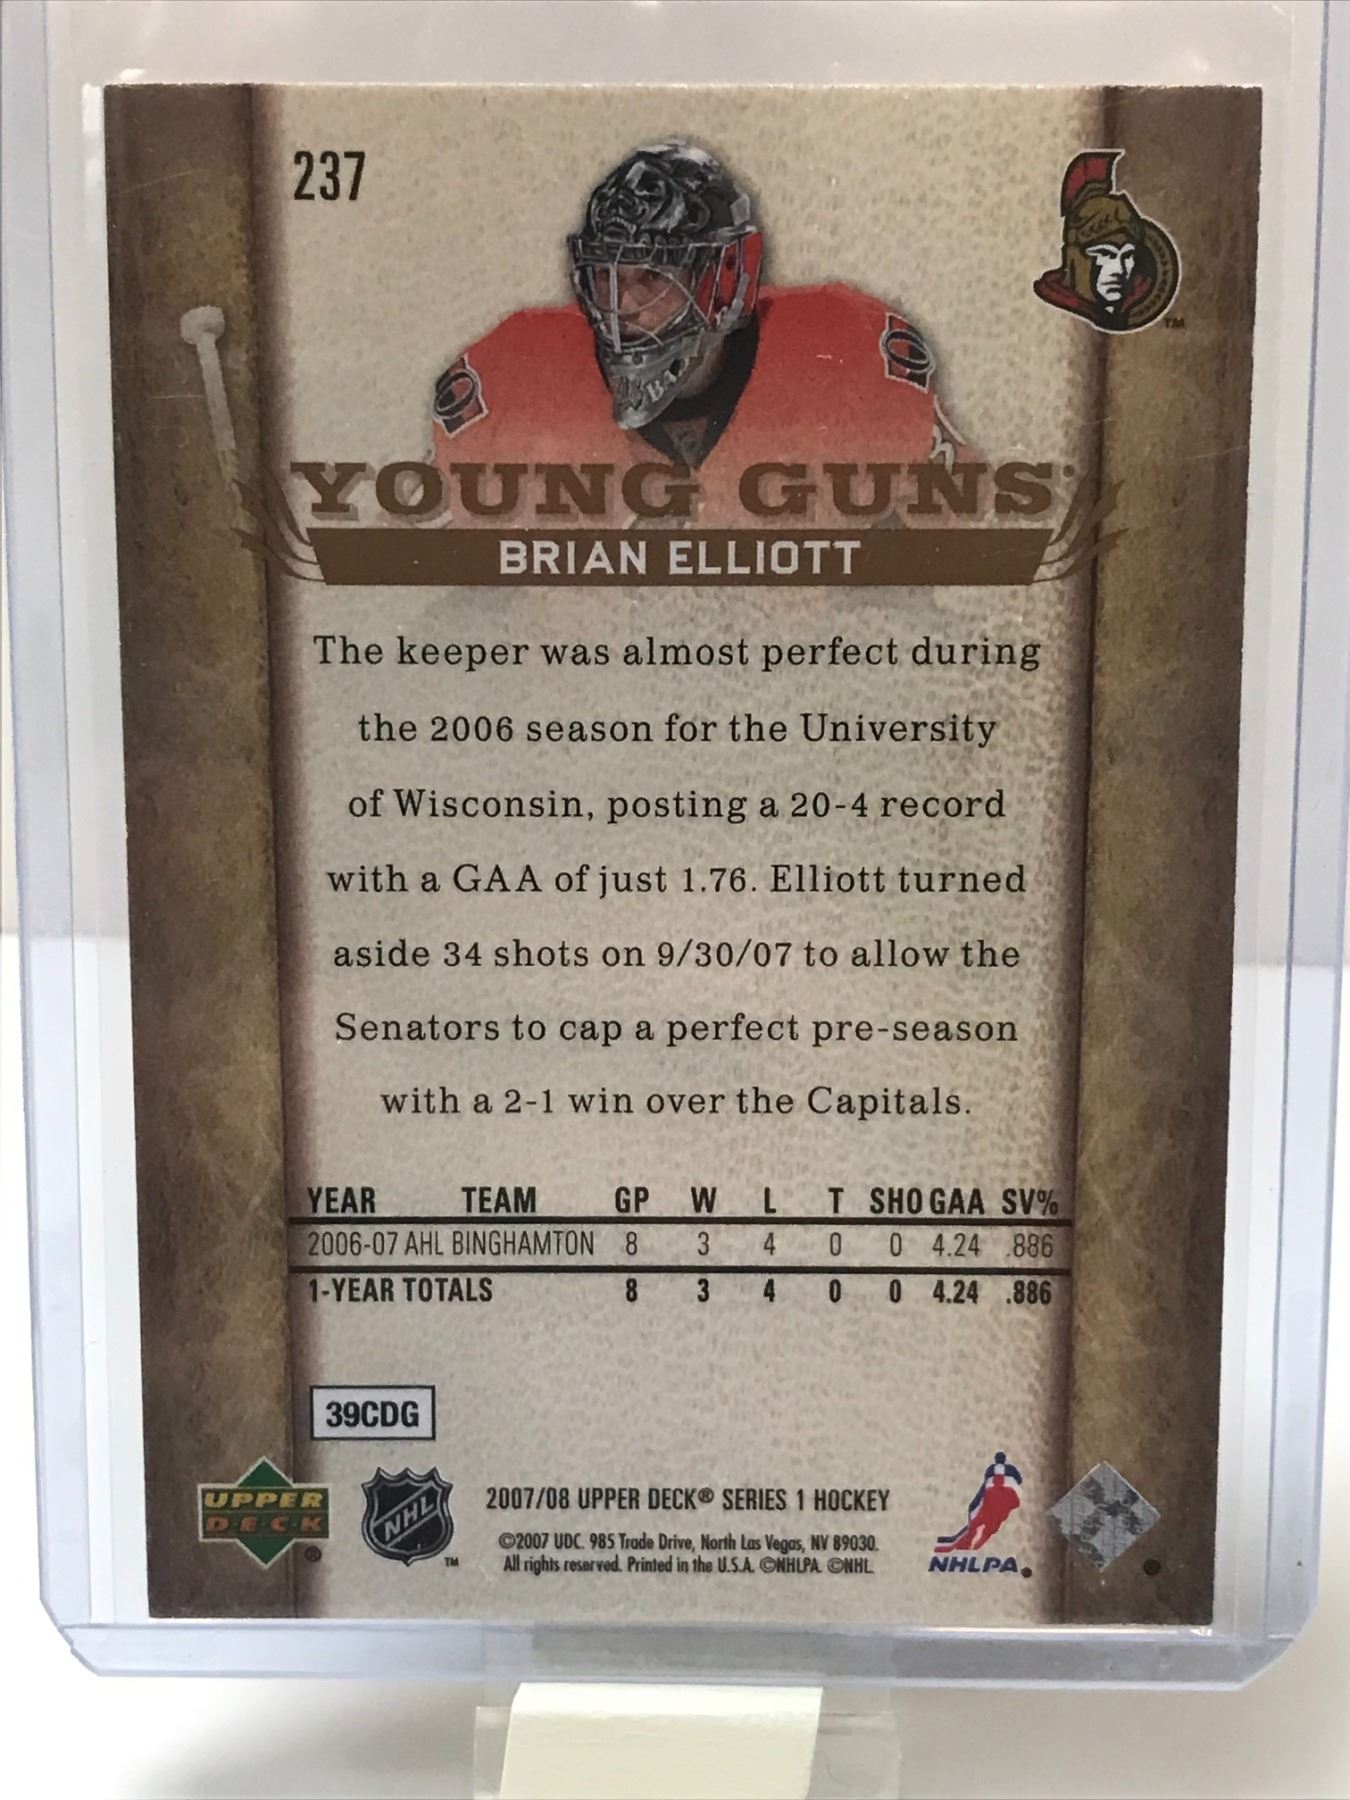 237
TM
BA
YOUNG GUNS
BRIAN ELLIOTT
The keeper was almost perfect during
the 2006 season for the University
of Wisconsin, posting a 20-4 record
with a GAA of just 1.76. Elliott turned
aside 34 shots on 9/30/07 to allow the
Senators to cap a perfect pre-season
with a 2-1 win over the Capitals.
YEAR TEAM GP W L T SHO GAA SV%
2006-07 AHL BINGHAMTON 8 3 4 0 0 4.24 .886
1-YEAR TOTALS 8 3 4 0 0 4.24 .886
39CDG
UPPER
DECK ®
NHL TM
2007/08 UPPER DECK® SERIES 1 HOCKEY
©2007 UDC. 985 Trade Drive, North Las Vegas, NV 89030.
All rights reserved. Printed in the U.S.A. ©NHLPA. ©NHL.
NHLPA®
®